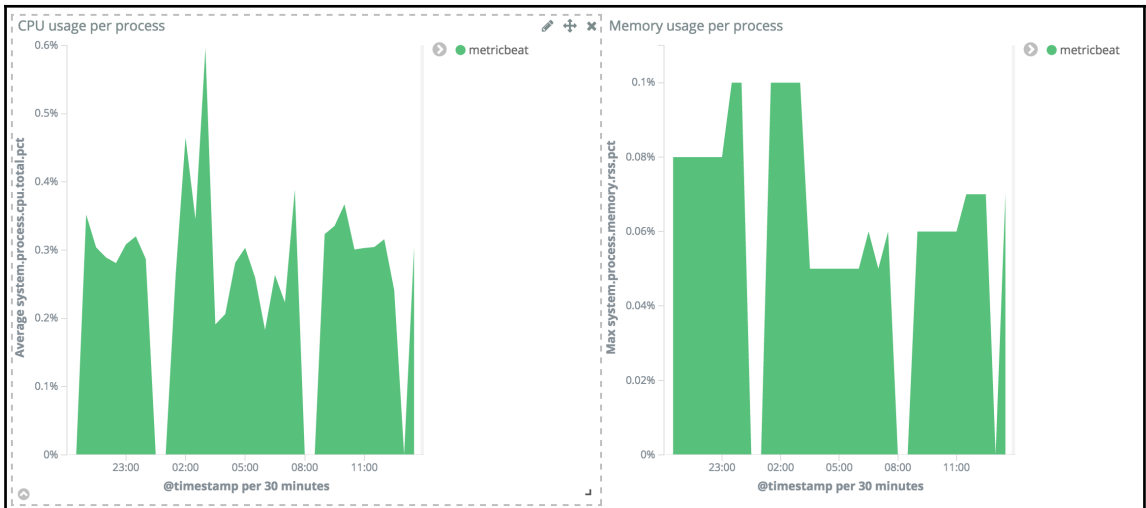 CPU usage per process
metricbeat
Average system.process.cpu.total.pct
0.6%
0.5%
0.4%
0.3%
0.2%
0.1%
0%
23:00
02:00
05:00
08:00
11:00
@timestamp per 30 minutes
Memory usage per process
metricbeat
Max system.process.memory.rss.pct
0.1%
0.08%
0.06%
0.04%
0.02%
0%
23:00
02:00
05:00
08:00
11:00
@timestamp per 30 minutes